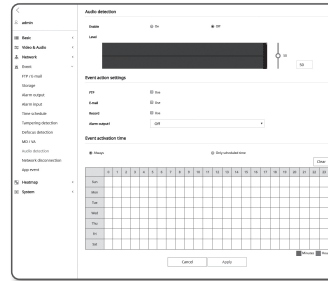 admin
Basic
Video & Audio
Network
Event
FTP / E-mail
Storage
Alarm output
Alarm input
Time schedule
Tampering detection
Defocus detection
Audio detection
Network disconnection
App event
Heatmap
System
Audio detection
Enable On Off
Level
50
50
Event action settings
FTP Use
E-mail Use
Record Use
Alarm output1 Off
Event activation time
Always Only scheduled time
Clear
0 1 2 3 4 5 6 7 8 9 10 11 12 13 14 15 16 17 18 19 20 21 22 23
Sun
Mon
Tue
Wed
Thu
Fri
Sat
Minutes
Cancel Apply